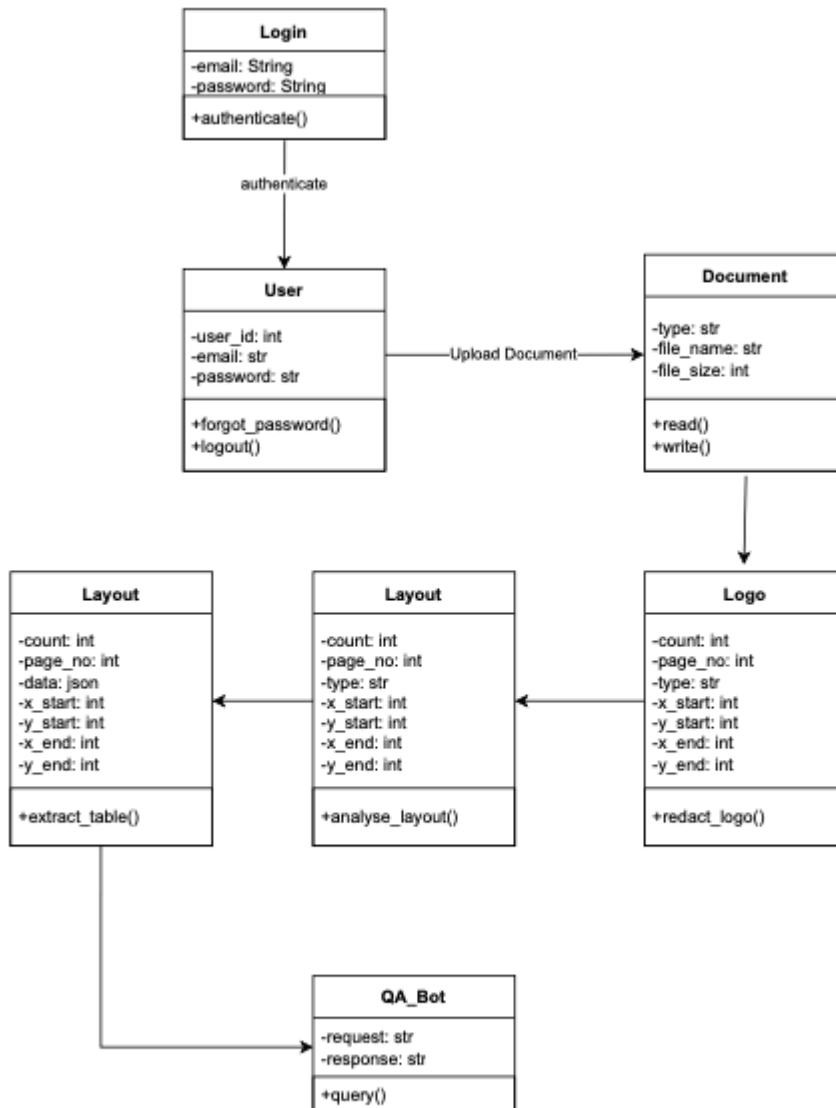 Login
-email: String
-password: String
+authenticate()
authenticate
User
-user_id: int
-email: str
-password: str
+forgot_password()
+logout()
Upload Document
Document
-type: str
-file_name: str
-file_size: int
+read()
+write()
Layout
-count: int
-page_no: int
-data: json
-x_start: int
-y_start: int
-x_end: int
-y_end: int
+extract_table()
Layout
-count: int
-page_no: int
-type: str
-x_start: int
-y_start: int
-x_end: int
-y_end: int
+analyse_layout()
Logo
-count: int
-page_no: int
-type: str
-x_start: int
-y_start: int
-x_end: int
-y_end: int
+redact_logo()
QA_Bot
-request: str
-response: str
+query()